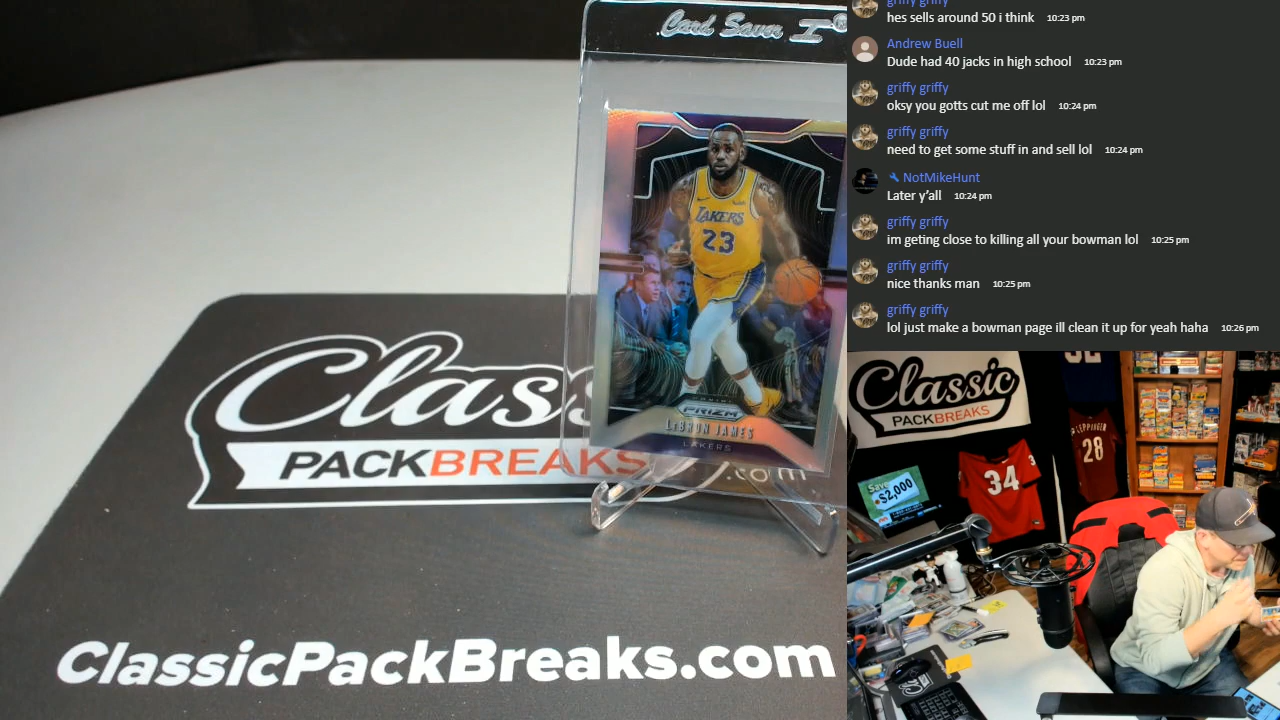 Card Saver I
LAKERS
23
PANINI
PRIZM
LEBRON JAMES
LAKERS
Class
PACKBREAKS
.com
ClassicPackBreaks.com
griffy griffy
hes sells around 50 i think 10:23 pm
Andrew Buell
Dude had 40 jacks in high school 10:23 pm
griffy griffy
oksy you gotts cut me off lol 10:24 pm
griffy griffy
need to get some stuff in and sell lol 10:24 pm
NotMikeHunt
Later y'all 10:24 pm
griffy griffy
im geting close to killing all your bowman lol 10:25 pm
griffy griffy
nice thanks man 10:25 pm
griffy griffy
lol just make a bowman page ill clean it up for yeah haha 10:26 pm
Classic
PACKBREAKS
34
28
Save
$2,000